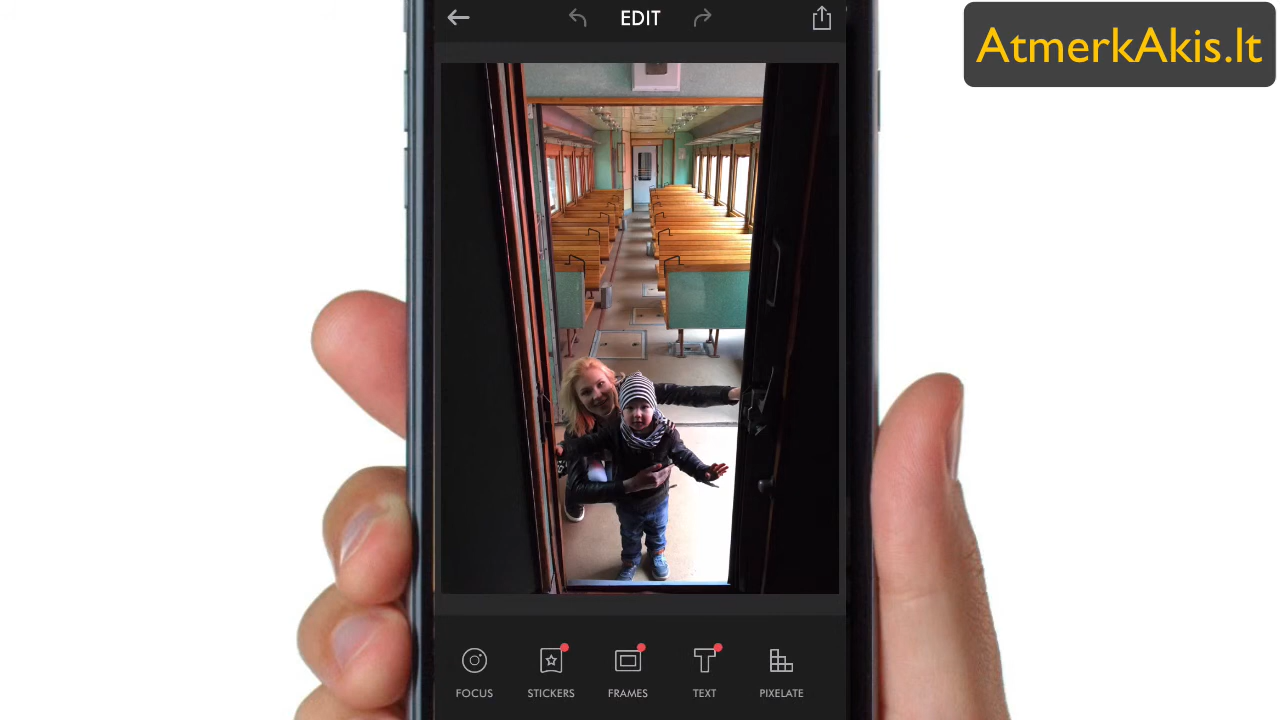 EDIT
AtmerkAkis.lt
FOCUS
STICKERS
FRAMES
TEXT
PIXELATE